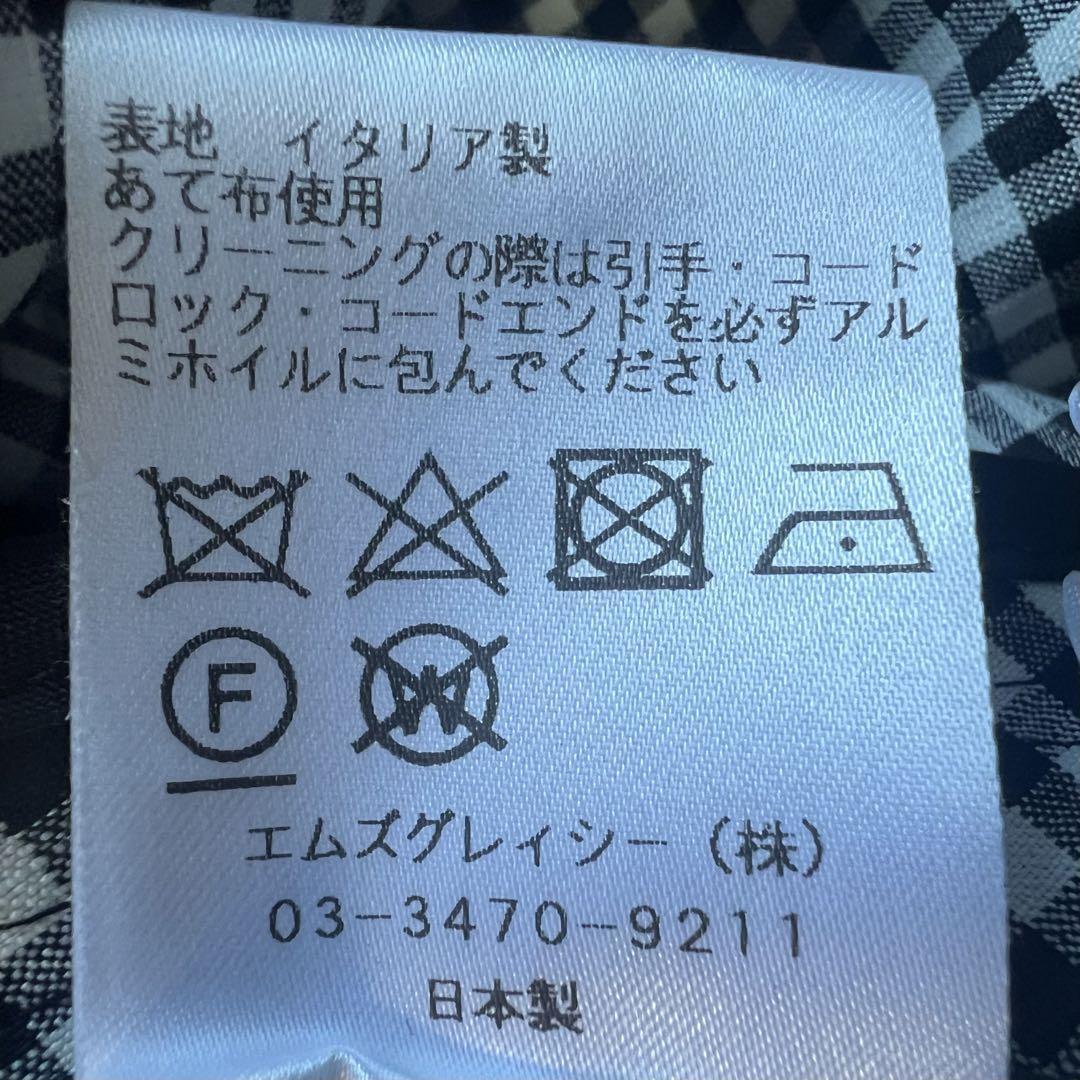 表地　イタリア製
あて布使用
クリーニングの際は引手・コード
ロック・コードエンドを必ずアル
ミホイルに包んでください
F
W
エムズグレイシー（株）
03-3470-9211
日本製